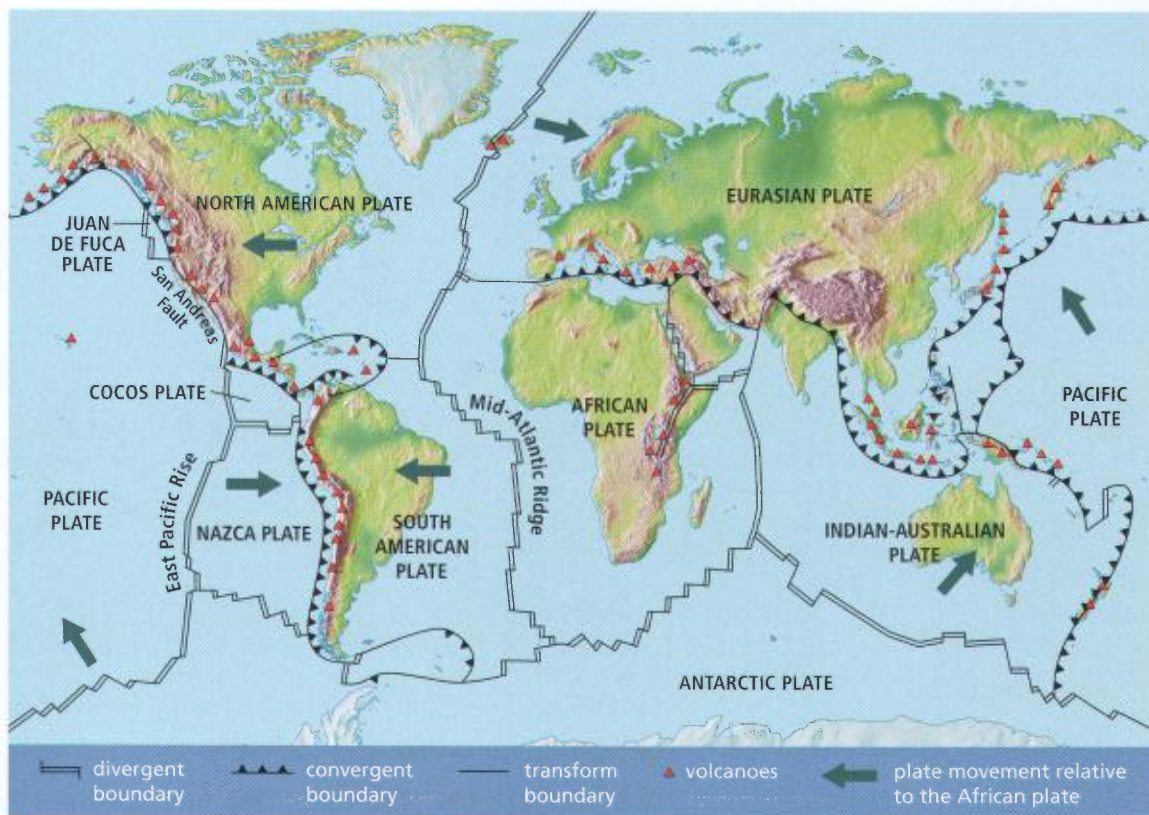 NORTH AMERICAN PLATE
JUAN
DE FUCA
PLATE
San Andreas
Fault
EURASIAN PLATE
COCOS PLATE
Mid-Atlantic Ridge
AFRICAN
PLATE
PACIFIC
PLATE
PACIFIC
PLATE
East Pacific Rise
NAZCA PLATE
SOUTH
AMERICAN
PLATE
INDIAN-AUSTRALIAN
PLATE
ANTARCTIC PLATE
divergent
boundary
convergent
boundary
transform
boundary
volcanoes
plate movement relative
to the African plate